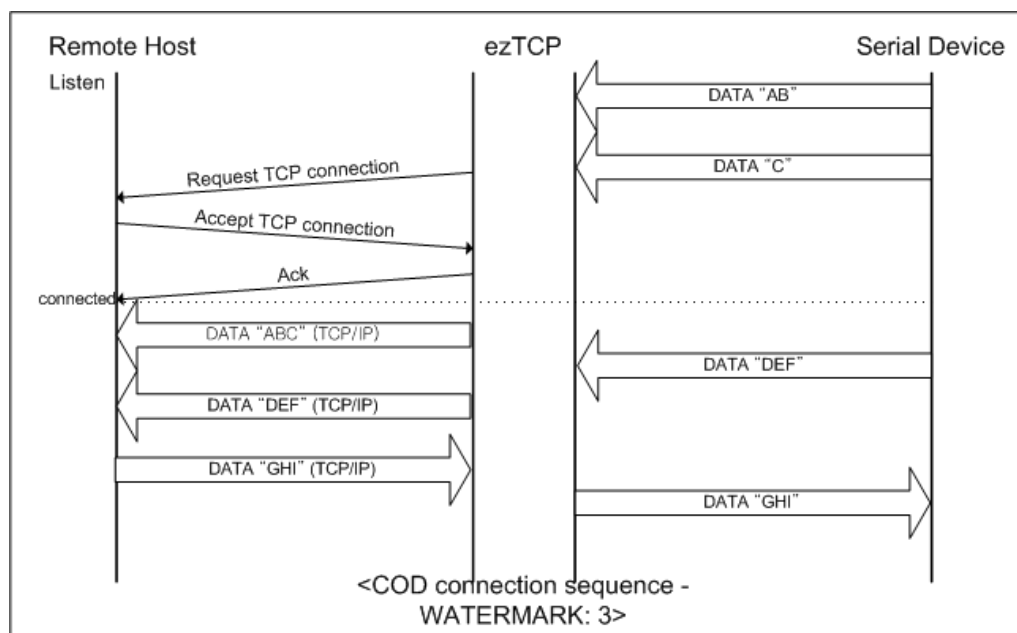 Remote Host ezTCP Serial Device
Listen
DATA “AB”
DATA “C”
Request TCP connection
Accept TCP connection
Ack
connected
DATA “ABC” (TCP/IP)
DATA “DEF”
DATA “DEF” (TCP/IP)
DATA “GHI” (TCP/IP)
DATA “GHI”
<COD connection sequence -
WATERMARK: 3>